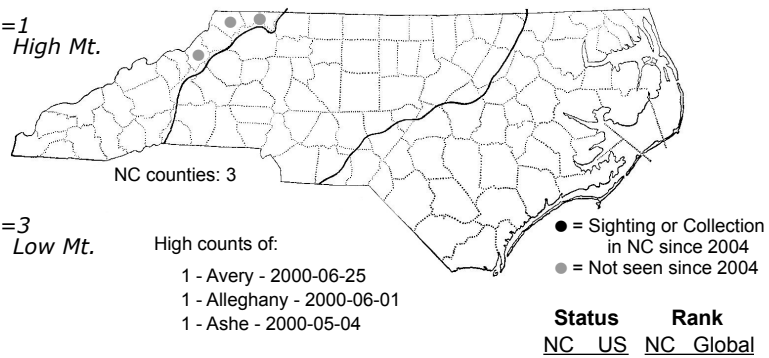 =1
High Mt.
NC counties: 3
=3
Low Mt.
High counts of:
1 - Avery - 2000-06-25
1 - Alleghany - 2000-06-01
1 - Ashe - 2000-05-04
● = Sighting or Collection
in NC since 2004
● = Not seen since 2004
Status Rank
NC US NC Global